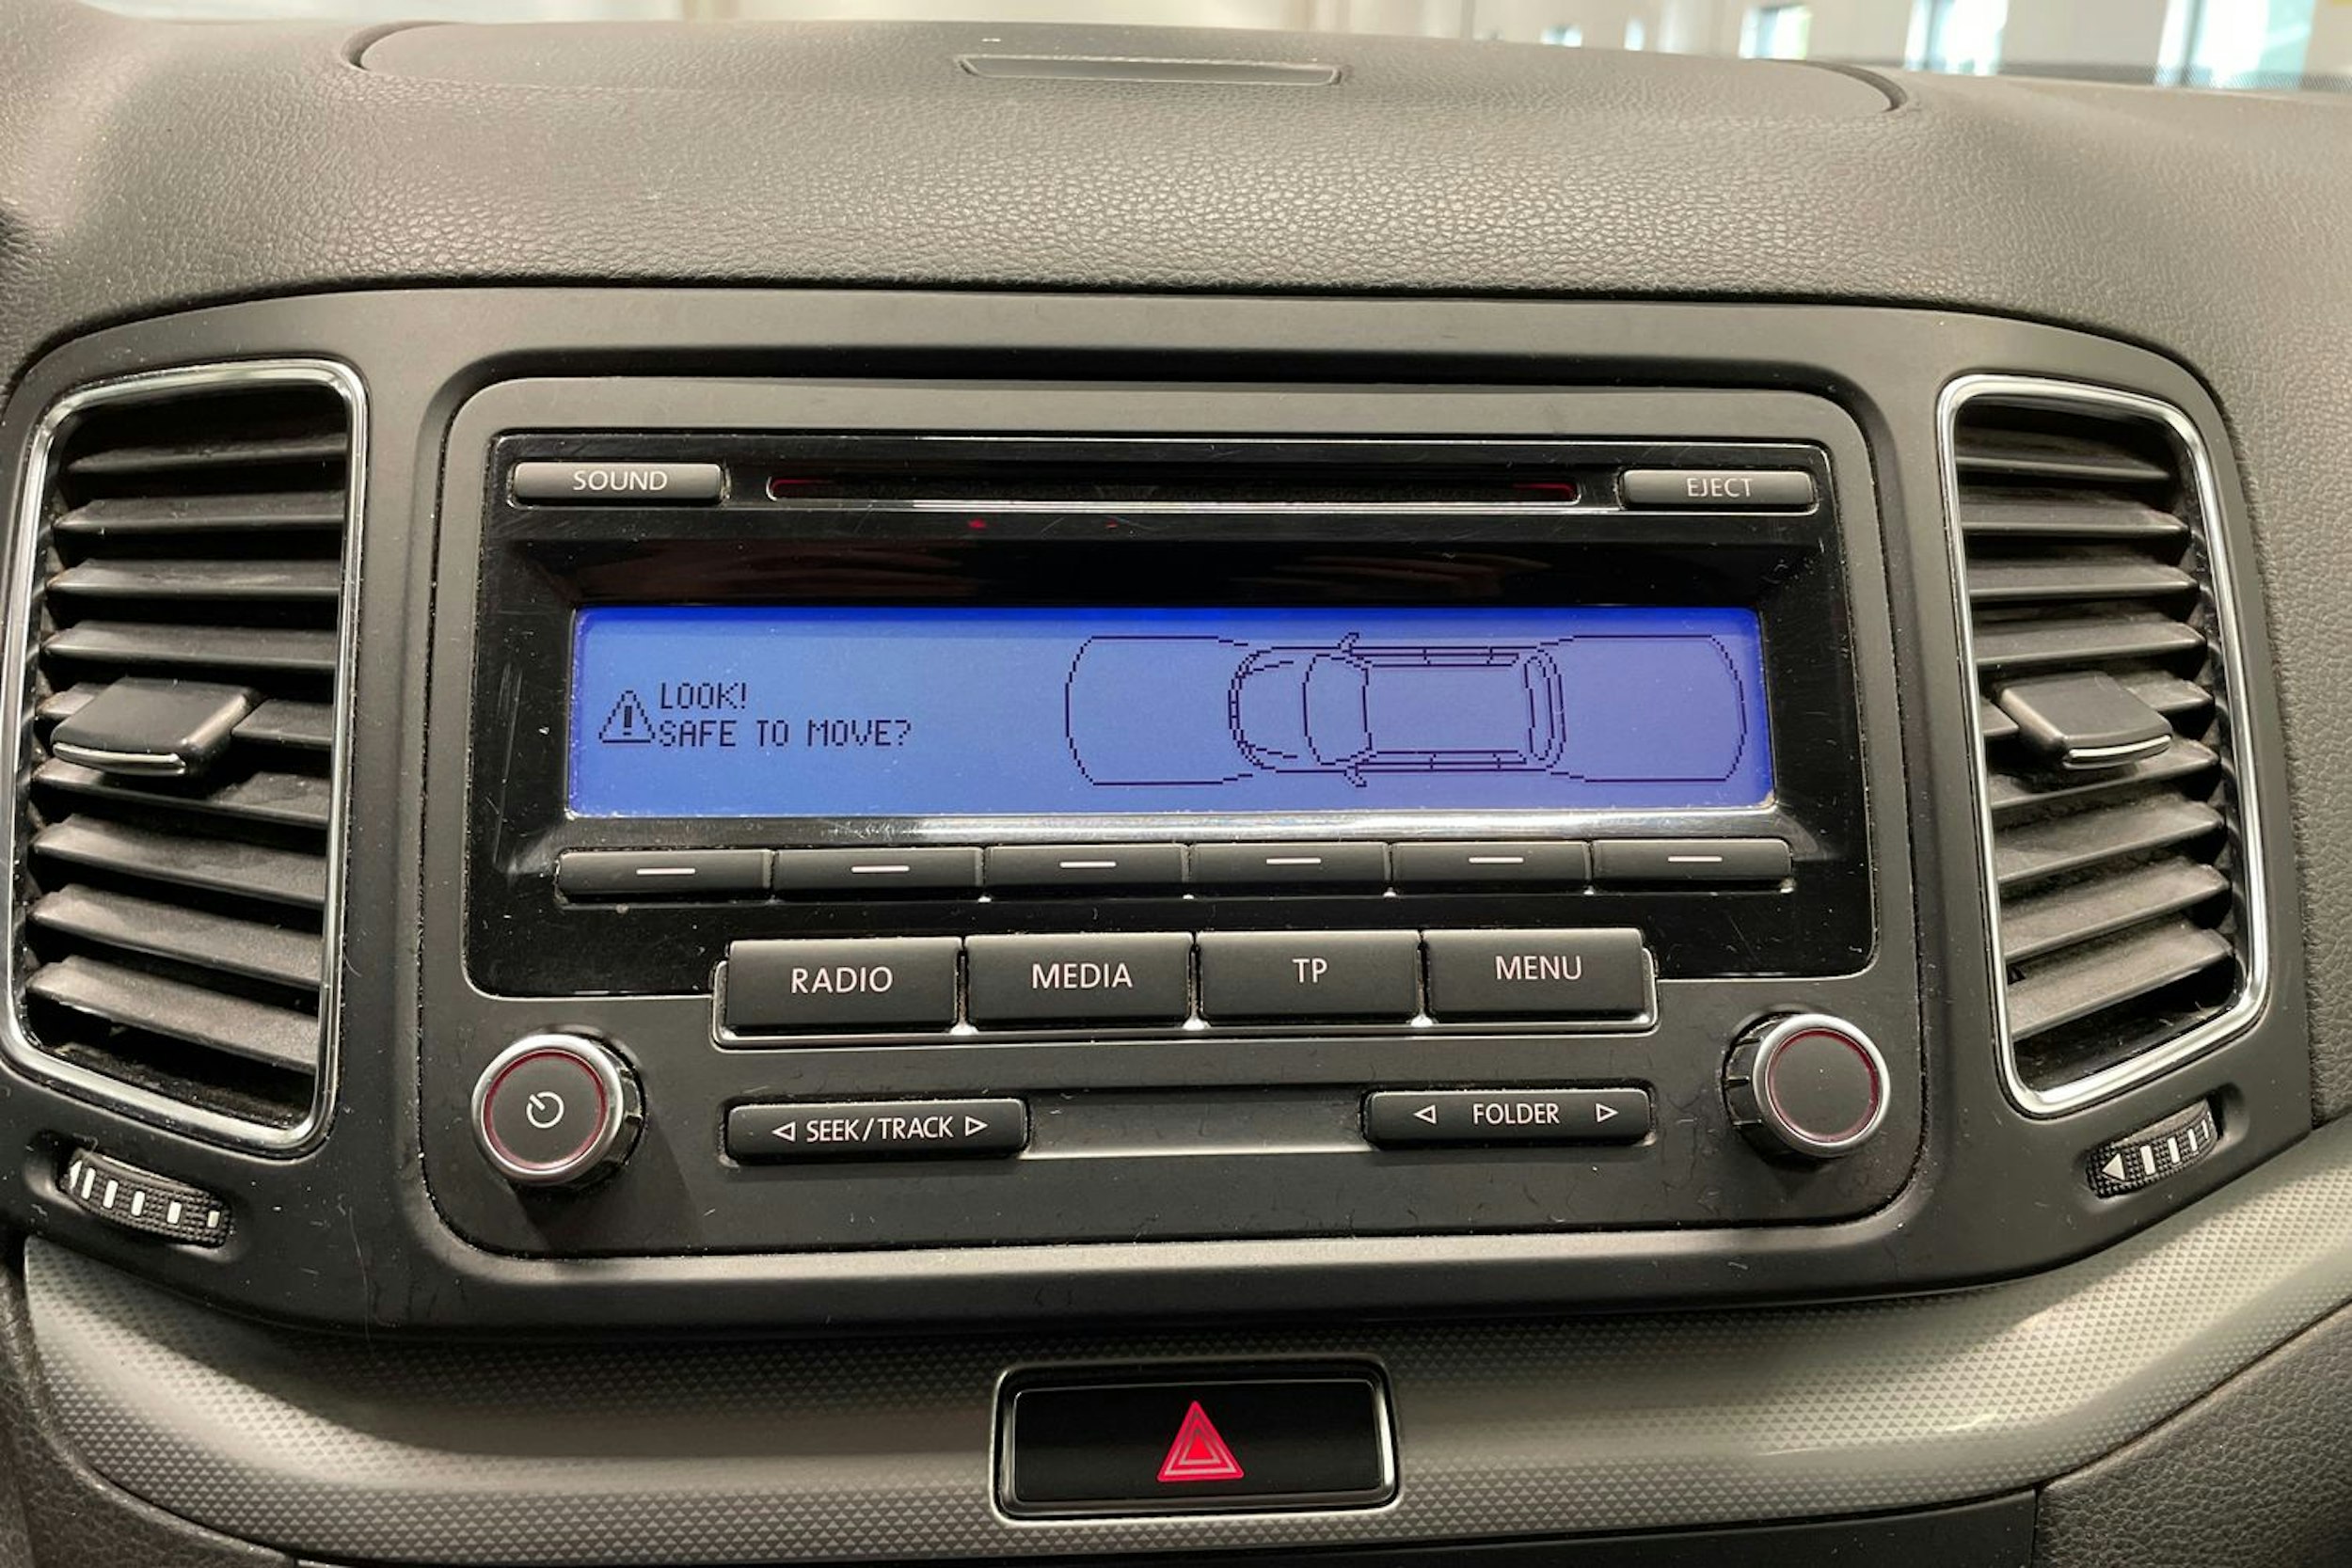 SOUND
EJECT
LOOK!
SAFE TO MOVE?
RADIO
MEDIA
TP
MENU
SEEK/TRACK
FOLDER